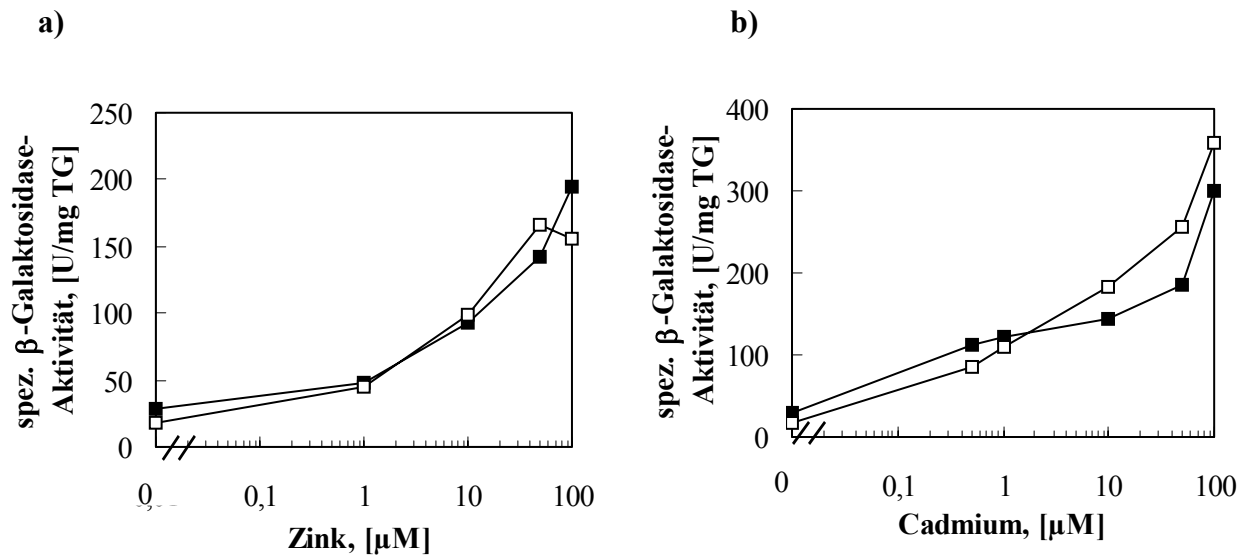 a)
spez. β-Galaktosidase-
Aktivität, [U/mg TG]
250
200
150
100
50
0
0 0,1 1 10 100
Zink, [µM]
b)
spez. β-Galaktosidase-
Aktivität, [U/mg TG]
400
300
200
100
0
0 0,1 1 10 100
Cadmium, [µM]